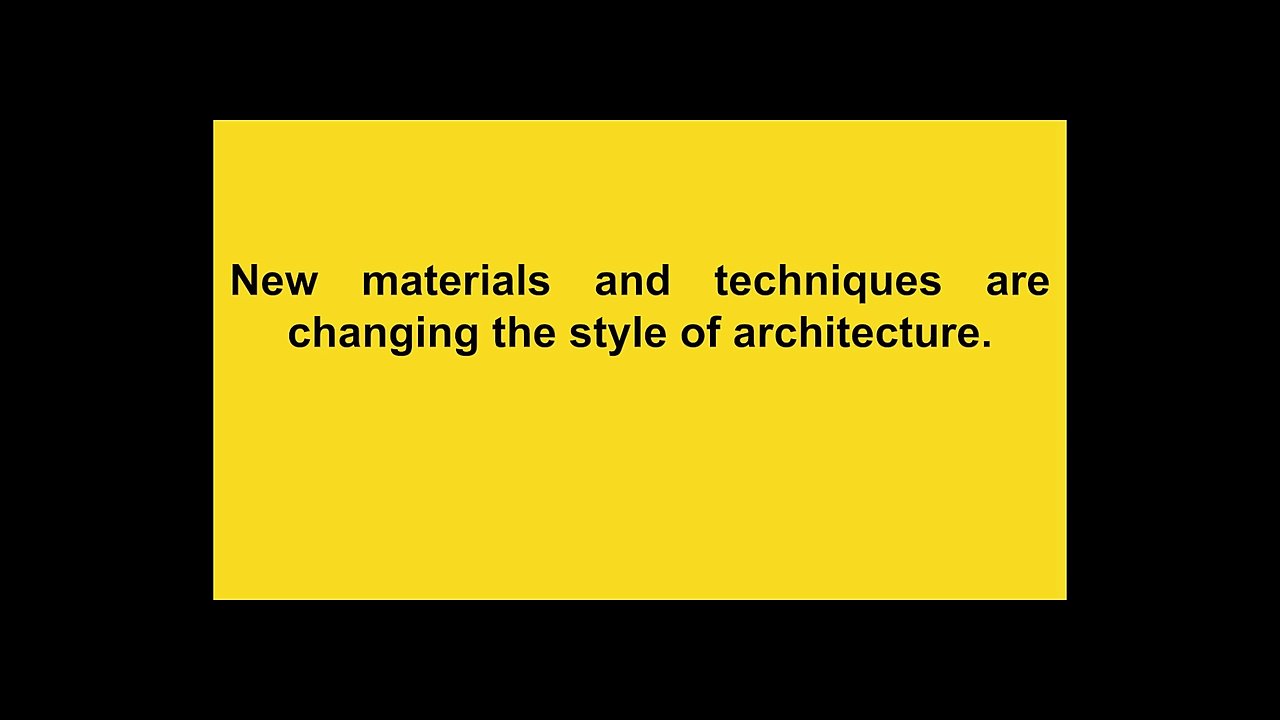 New materials and techniques are
changing the style of architecture.